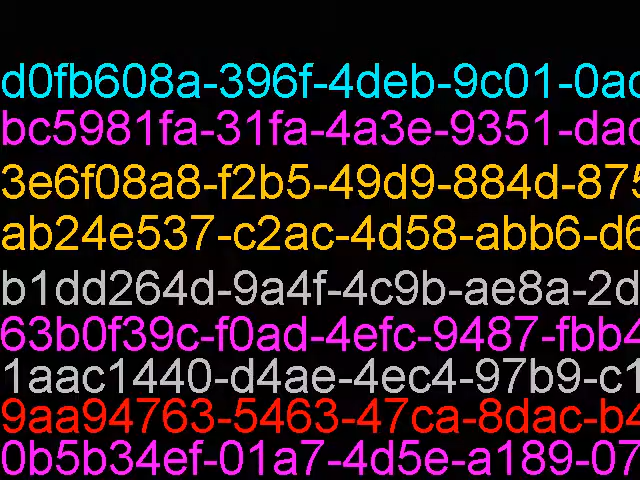 d0fb608a-396f-4deb-9c01-0ac
bc5981fa-31fa-4a3e-9351-dac
3e6f08a8-f2b5-49d9-884d-875
ab24e537-c2ac-4d58-abb6-d6
b1dd264d-9a4f-4c9b-ae8a-2d
63b0f39c-f0ad-4efc-9487-fbb4
1aac1440-d4ae-4ec4-97b9-c1
9aa94763-5463-47ca-8dac-b4
0b5b34ef-01a7-4d5e-a189-07